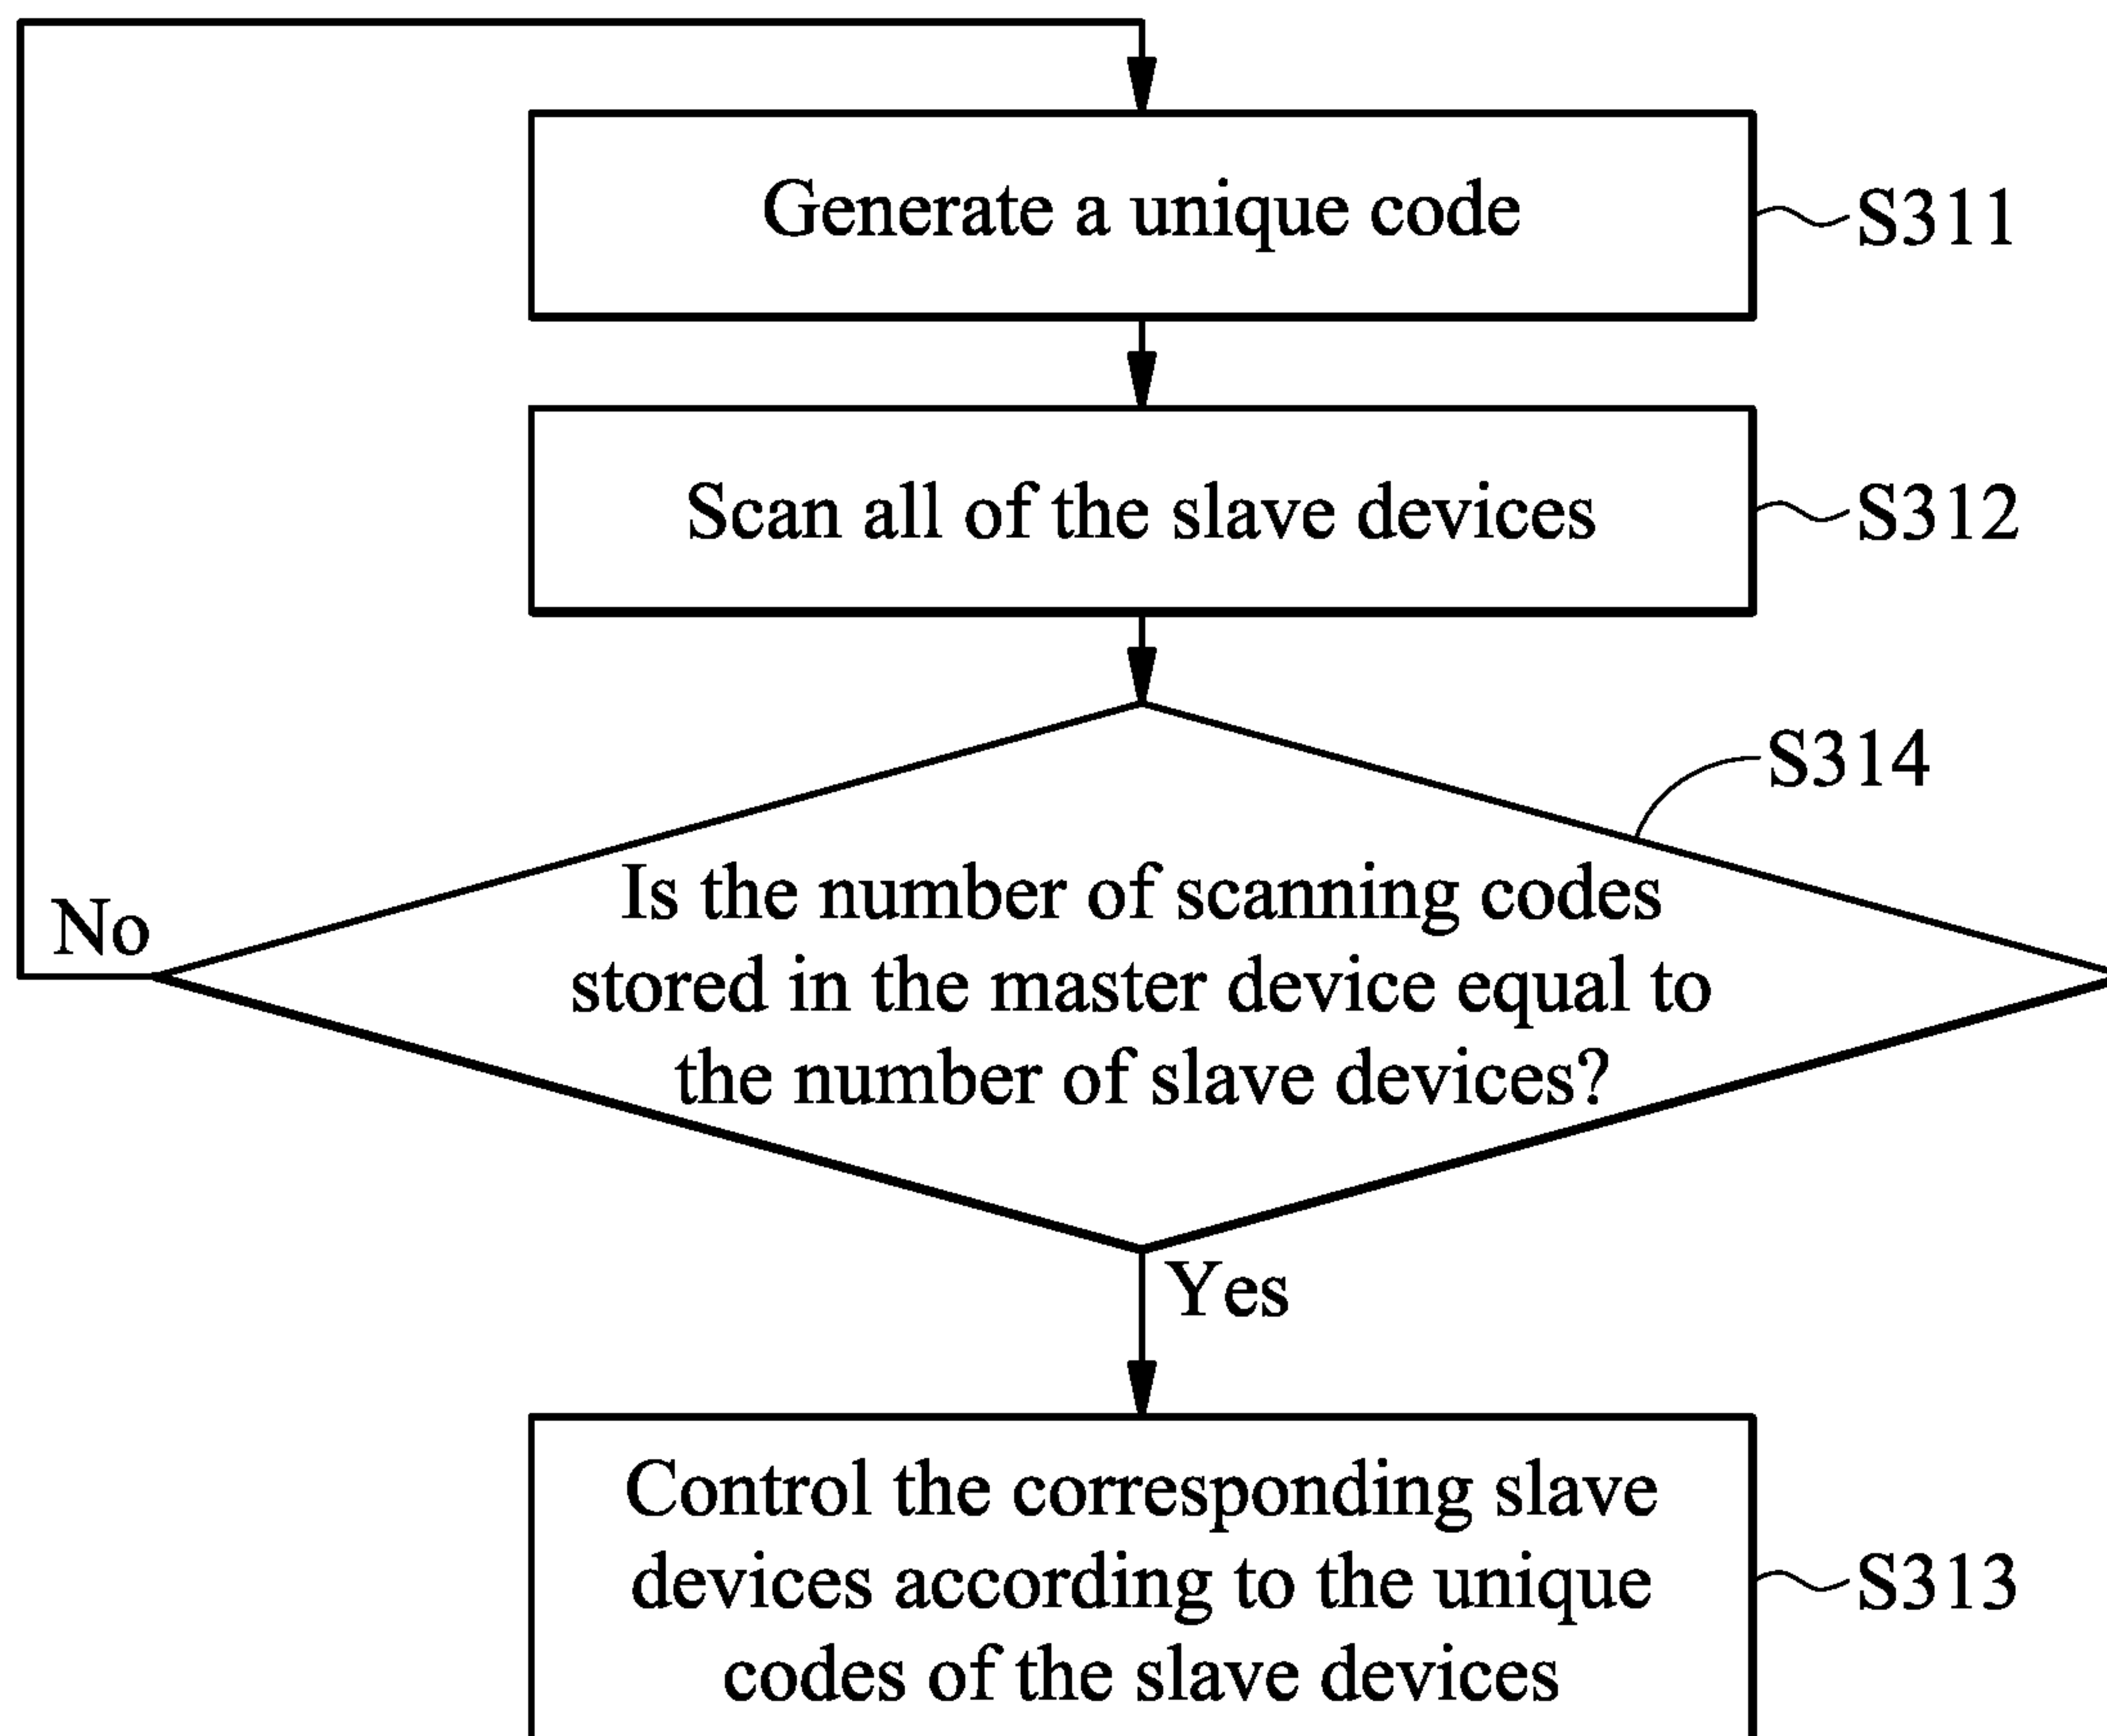 Generate a unique code
S311
Scan all of the slave devices
S312
S314
Is the number of scanning codes
stored in the master device equal to
the number of slave devices?
No
Yes
Control the corresponding slave
devices according to the unique
codes of the slave devices
S313